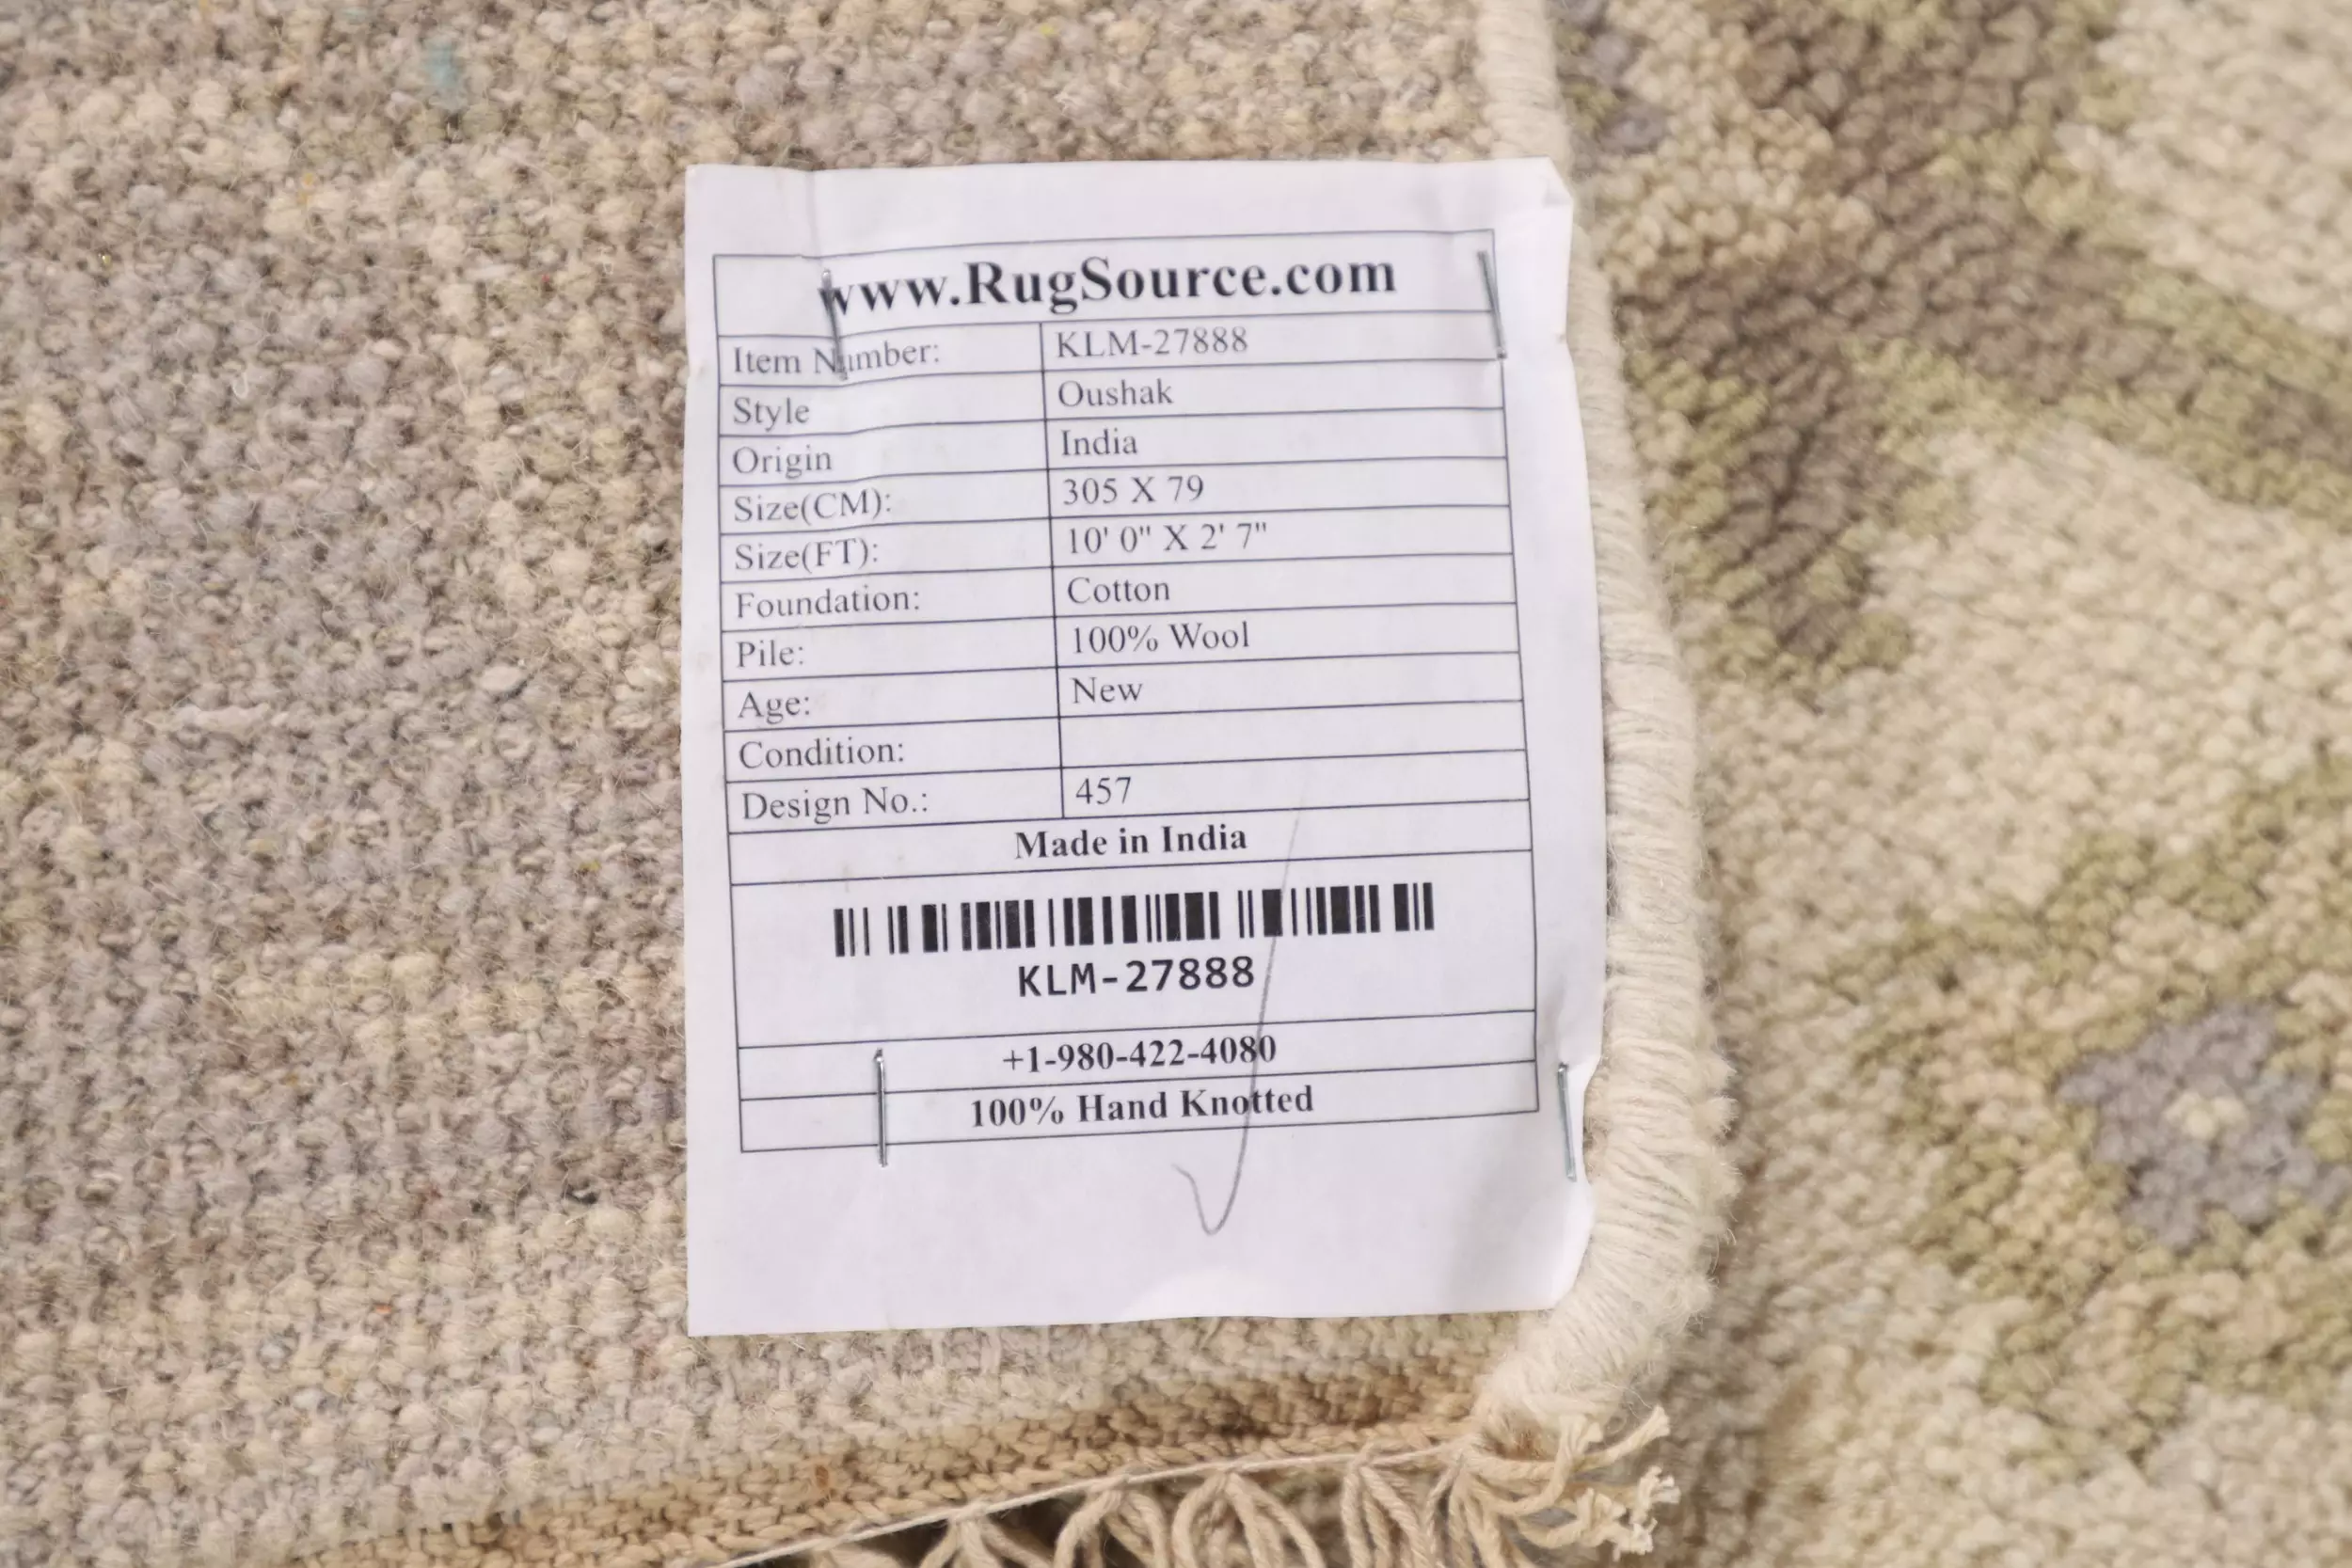 www.RugSource.com
Item Number: KLM-27888
Style Oushak
Origin India
Size(CM): 305 X 79
Size(FT): 10' 0" X 2' 7"
Foundation: Cotton
Pile: 100% Wool
Age: New
Condition:
Design No.: 457
Made in India
KLM-27888
+1-980-422-4080
100% Hand Knotted